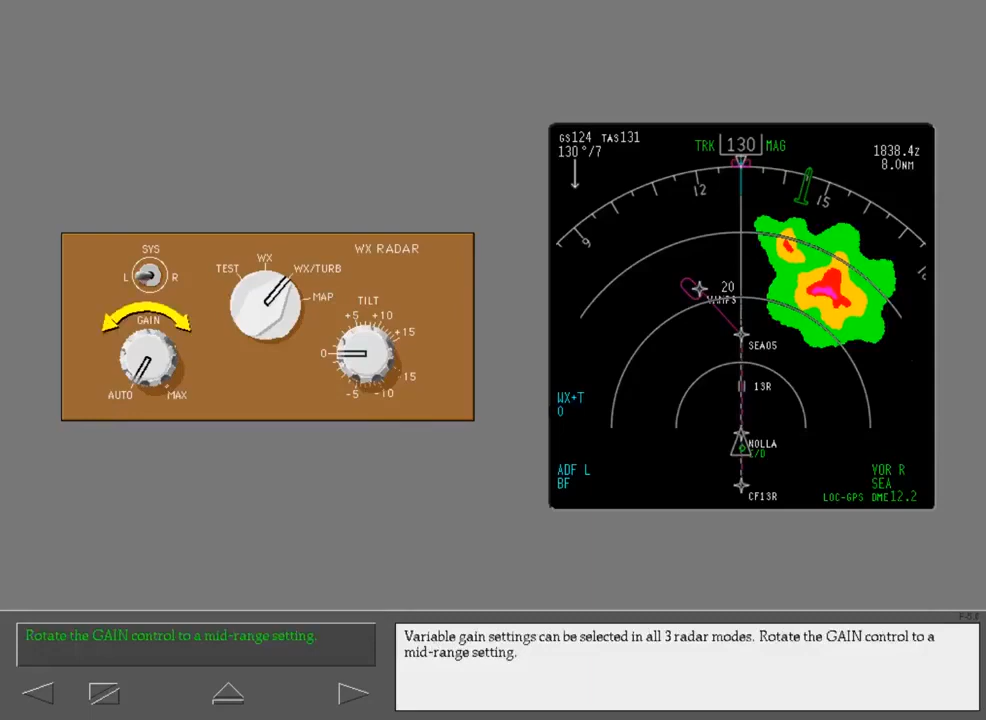 GS124 TAS131
130°/7
TRK 130 MAG
1838.4z
8.0NM
12
15
9
20
VAMPS
SEA05
13R
WX+T
0
NOLLA
ADF L
BF
VOR R
SEA
LOC-GPS DME12.2
CF13R
SYS
L R
GAIN
AUTO MAX
WX RADAR
TEST WX WX/TURB
MAP
TILT
+5 +10
+15
0
15
-5 -10
Rotate the GAIN control to a mid-range setting.
Variable gain settings can be selected in all 3 radar modes. Rotate the GAIN control to a
mid-range setting.